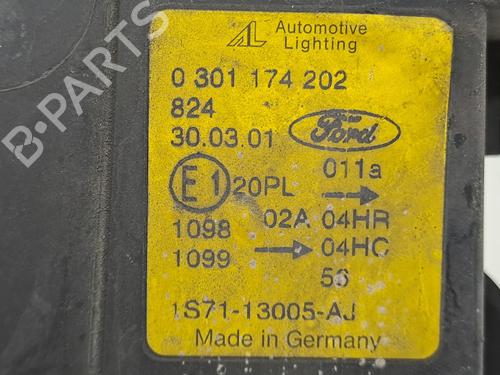 AL Automotive
Lighting
0 301 174 202
824
30.03.01
Ford
E1 20PL 011a
02A 04HR
1098
1099 04HC
56
1S71-13005-AJ
Made in Germany
B-PARTS